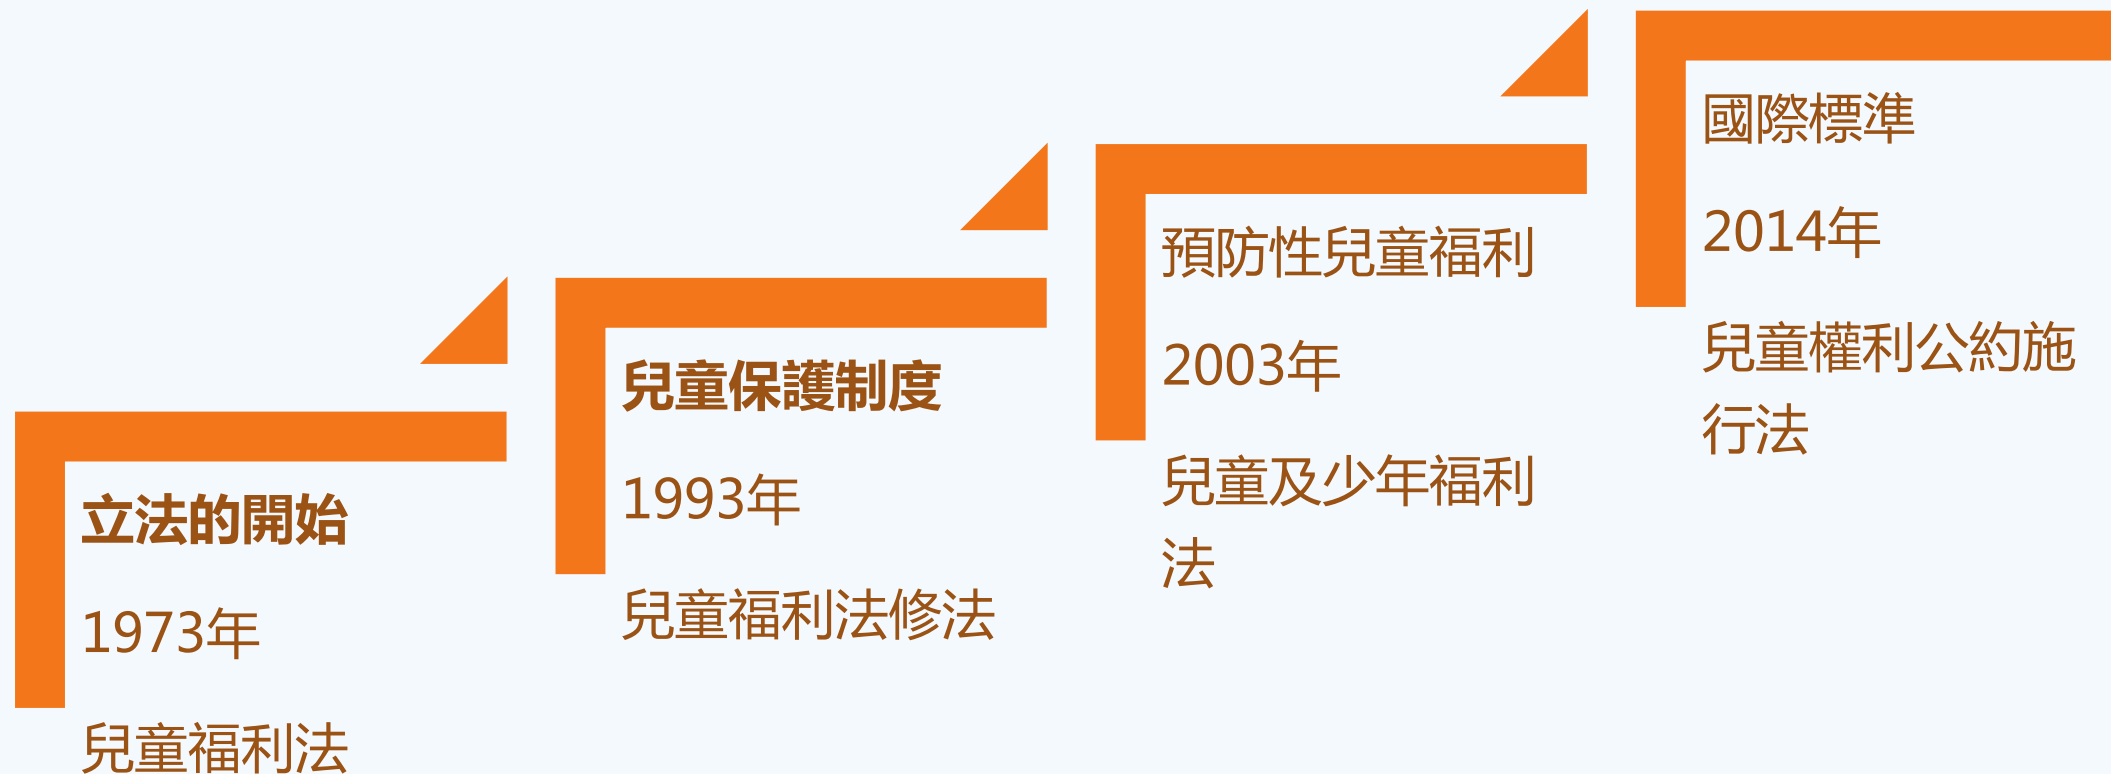 立法的開始
1973年
兒童福利法
兒童保護制度
1993年
兒童福利法修法
預防性兒童福利
2003年
兒童及少年福利
法
國際標準
2014年
兒童權利公約施
行法